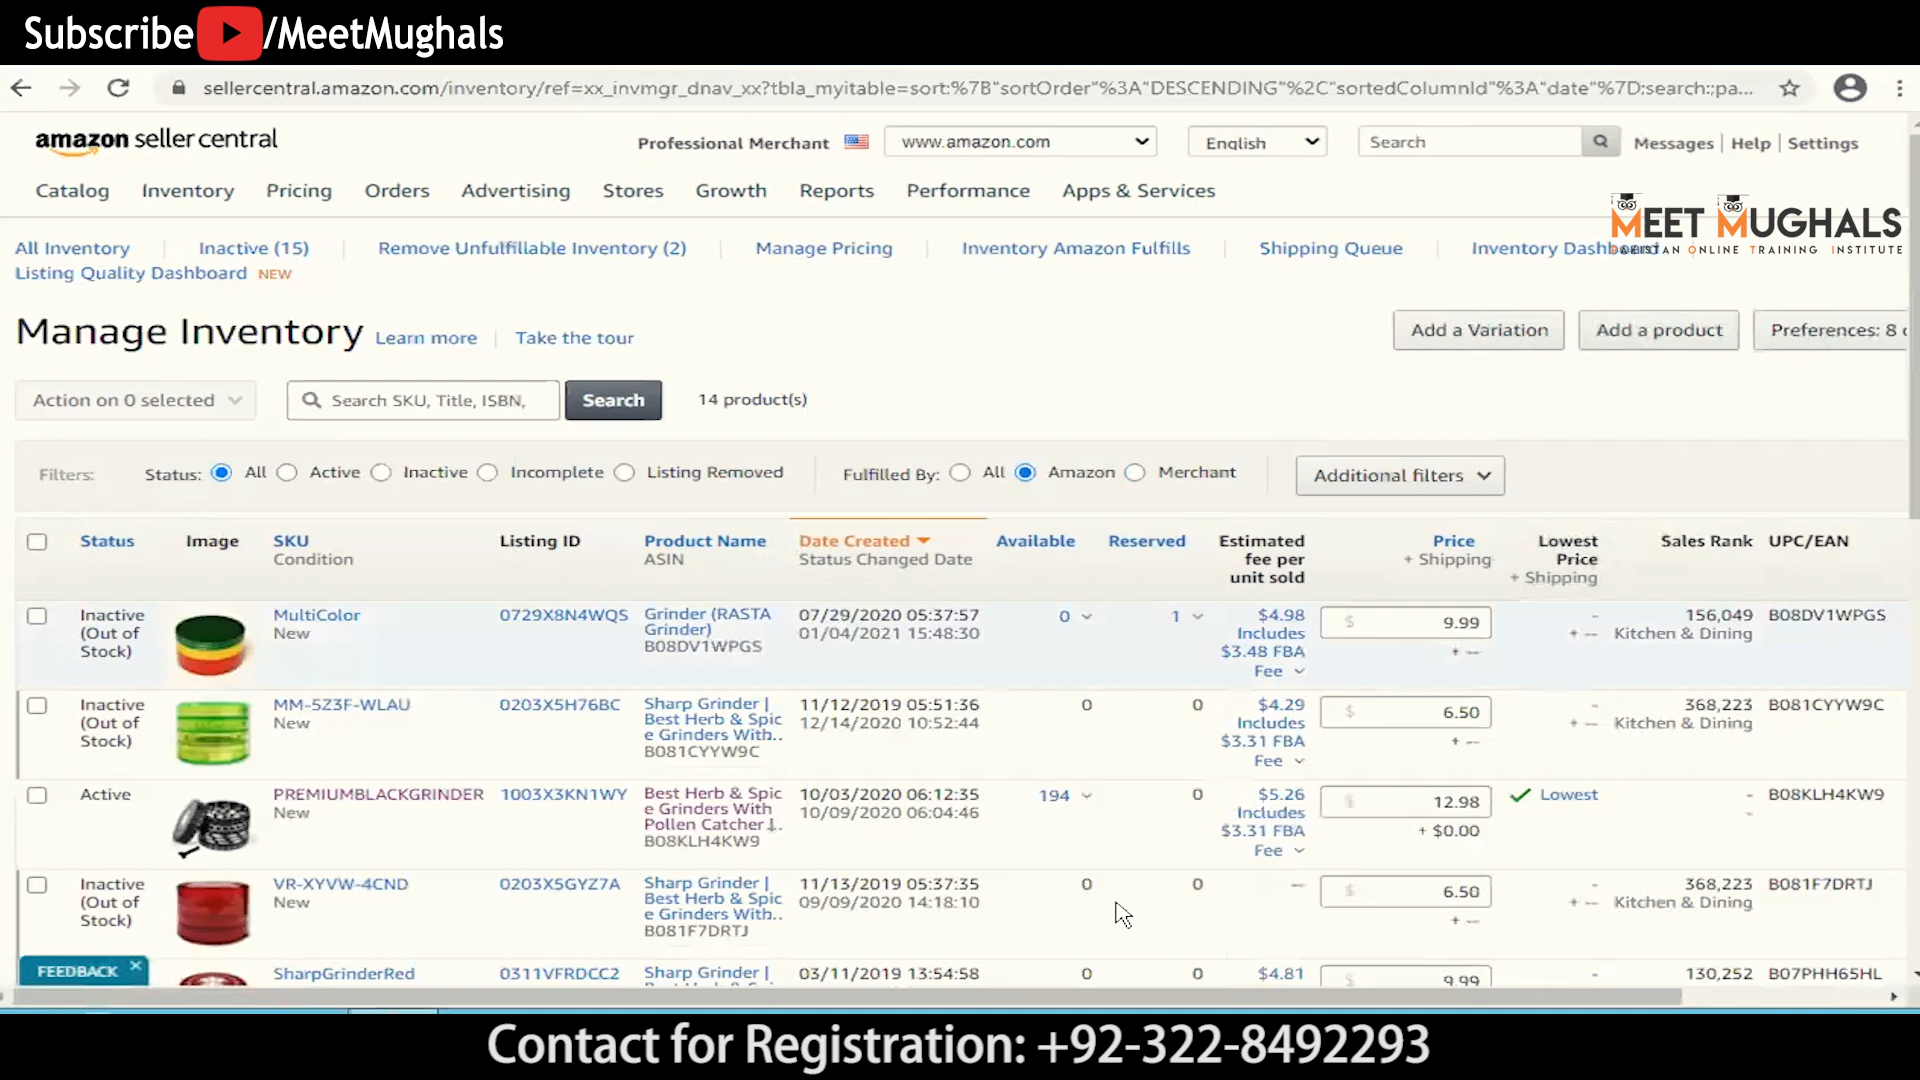 Subscribe /MeetMughals
sellercentral.amazon.com/inventory/ref=xx_invmgr_dnav_xx?tbla_myitable=sort:%7B"sortOrder"%3A"DESCENDING"%2C"sortedColumnId"%3A"date"%7D;search:;pa...
amazon seller central
Professional Merchant www.amazon.com English Search Messages | Help | Settings
Catalog Inventory Pricing Orders Advertising Stores Growth Reports Performance Apps & Services
MEET MUGHALS
PAKISTAN ONLINE TRAINING INSTITUTE
All Inventory Inactive (15) Remove Unfulfillable Inventory (2) Manage Pricing Inventory Amazon Fulfills Shipping Queue Inventory Dashboard
Listing Quality Dashboard NEW
Manage Inventory Learn more Take the tour Add a Variation Add a product Preferences: 8 c
Action on 0 selected Search SKU, Title, ISBN, Search 14 product(s)
Filters: Status: All Active Inactive Incomplete Listing Removed Fulfilled By: All Amazon Merchant Additional filters
Status Image SKU Listing ID Product Name Date Created Available Reserved Estimated Price Lowest Sales Rank UPC/EAN
Condition ASIN Status Changed Date fee per + Shipping Price
unit sold + Shipping
Inactive MultiColor 0729X8N4WQS Grinder (RASTA 07/29/2020 05:37:57 0 1 $4.98 $ 9.99 - 156,049 B08DV1WPGS
(Out of New Grinder) 01/04/2021 15:48:30 Includes + -- Kitchen & Dining
Stock) B08DV1WPGS $3.48 FBA + --
Fee
Inactive MM-5Z3F-WLAU 0203X5H76BC Sharp Grinder | 11/12/2019 05:51:36 0 0 $4.29 $ 6.50 - 368,223 B081CYYW9C
(Out of New Best Herb & Spic 12/14/2020 10:52:44 Includes + -- Kitchen & Dining
Stock) e Grinders With.. $3.31 FBA + --
B081CYYW9C Fee
Active PREMIUMBLACKGRINDER 1003X3KN1WY Best Herb & Spic 10/03/2020 06:12:35 194 0 $5.26 $ 12.98 Lowest - B08KLH4KW9
New e Grinders With 10/09/2020 06:04:46 Includes -
Pollen Catcher $3.31 FBA + $0.00
B08KLH4KW9 Fee
Inactive VR-XYVW-4CND 0203X5GYZ7A Sharp Grinder | 11/13/2019 05:37:35 0 0 -- $ 6.50 - 368,223 B081F7DRTJ
(Out of New Best Herb & Spic 09/09/2020 14:18:10 + -- Kitchen & Dining
Stock) e Grinders With.. + --
B081F7DRTJ
FEEDBACK SharpGrinderRed 0311VFRDCC2 Sharp Grinder | 03/11/2019 13:54:58 0 0 $4.81 $ 9.99 - 130,252 B07PHH65HL
Contact for Registration: +92-322-8492293